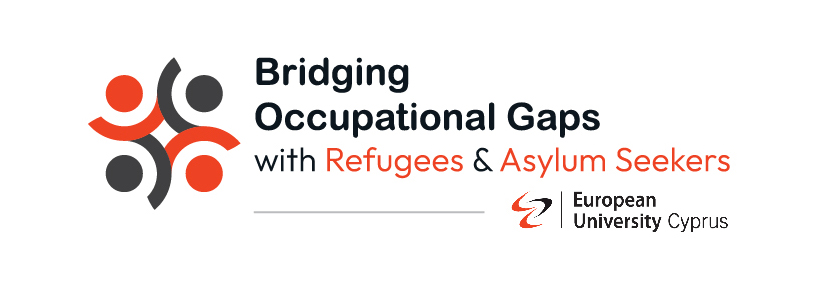 Bridging
Occupational Gaps
with Refugees & Asylum Seekers
European
University Cyprus